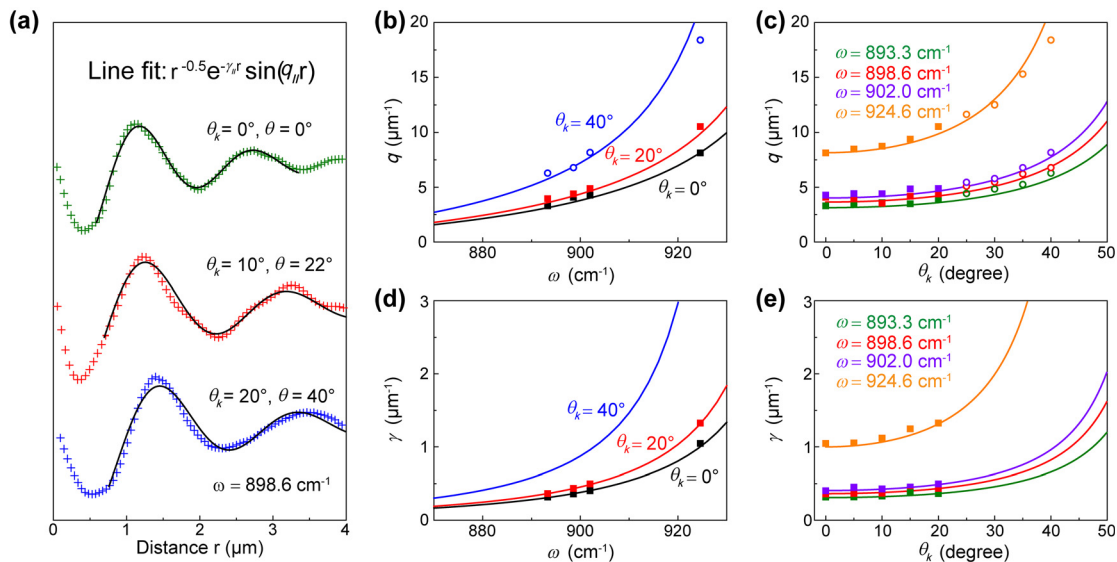 (a)
Line fit: r^-0.5 e^-γ//r sin(q//r)
θk= 0°, θ= 0°
θk= 10°, θ= 22°
θk= 20°, θ= 40°
ω = 898.6 cm-1
0 1 2 3 4
Distance r (μm)
(b)
20
15
10
5
0
q (μm-1)
θk= 40°
θk= 20°
θk= 0°
880 900 920
ω (cm-1)
(c)
20
15
10
5
0
q (μm-1)
ω= 893.3 cm-1
ω= 898.6 cm-1
ω= 902.0 cm-1
ω= 924.6 cm-1
0 10 20 30 40 50
θk (degree)
(d)
3
2
1
0
γ (μm-1)
θk= 40°
θk= 20°
θk= 0°
880 900 920
ω (cm-1)
(e)
3
2
1
0
γ (μm-1)
ω= 893.3 cm-1
ω= 898.6 cm-1
ω= 902.0 cm-1
ω= 924.6 cm-1
0 10 20 30 40 50
θk (degree)